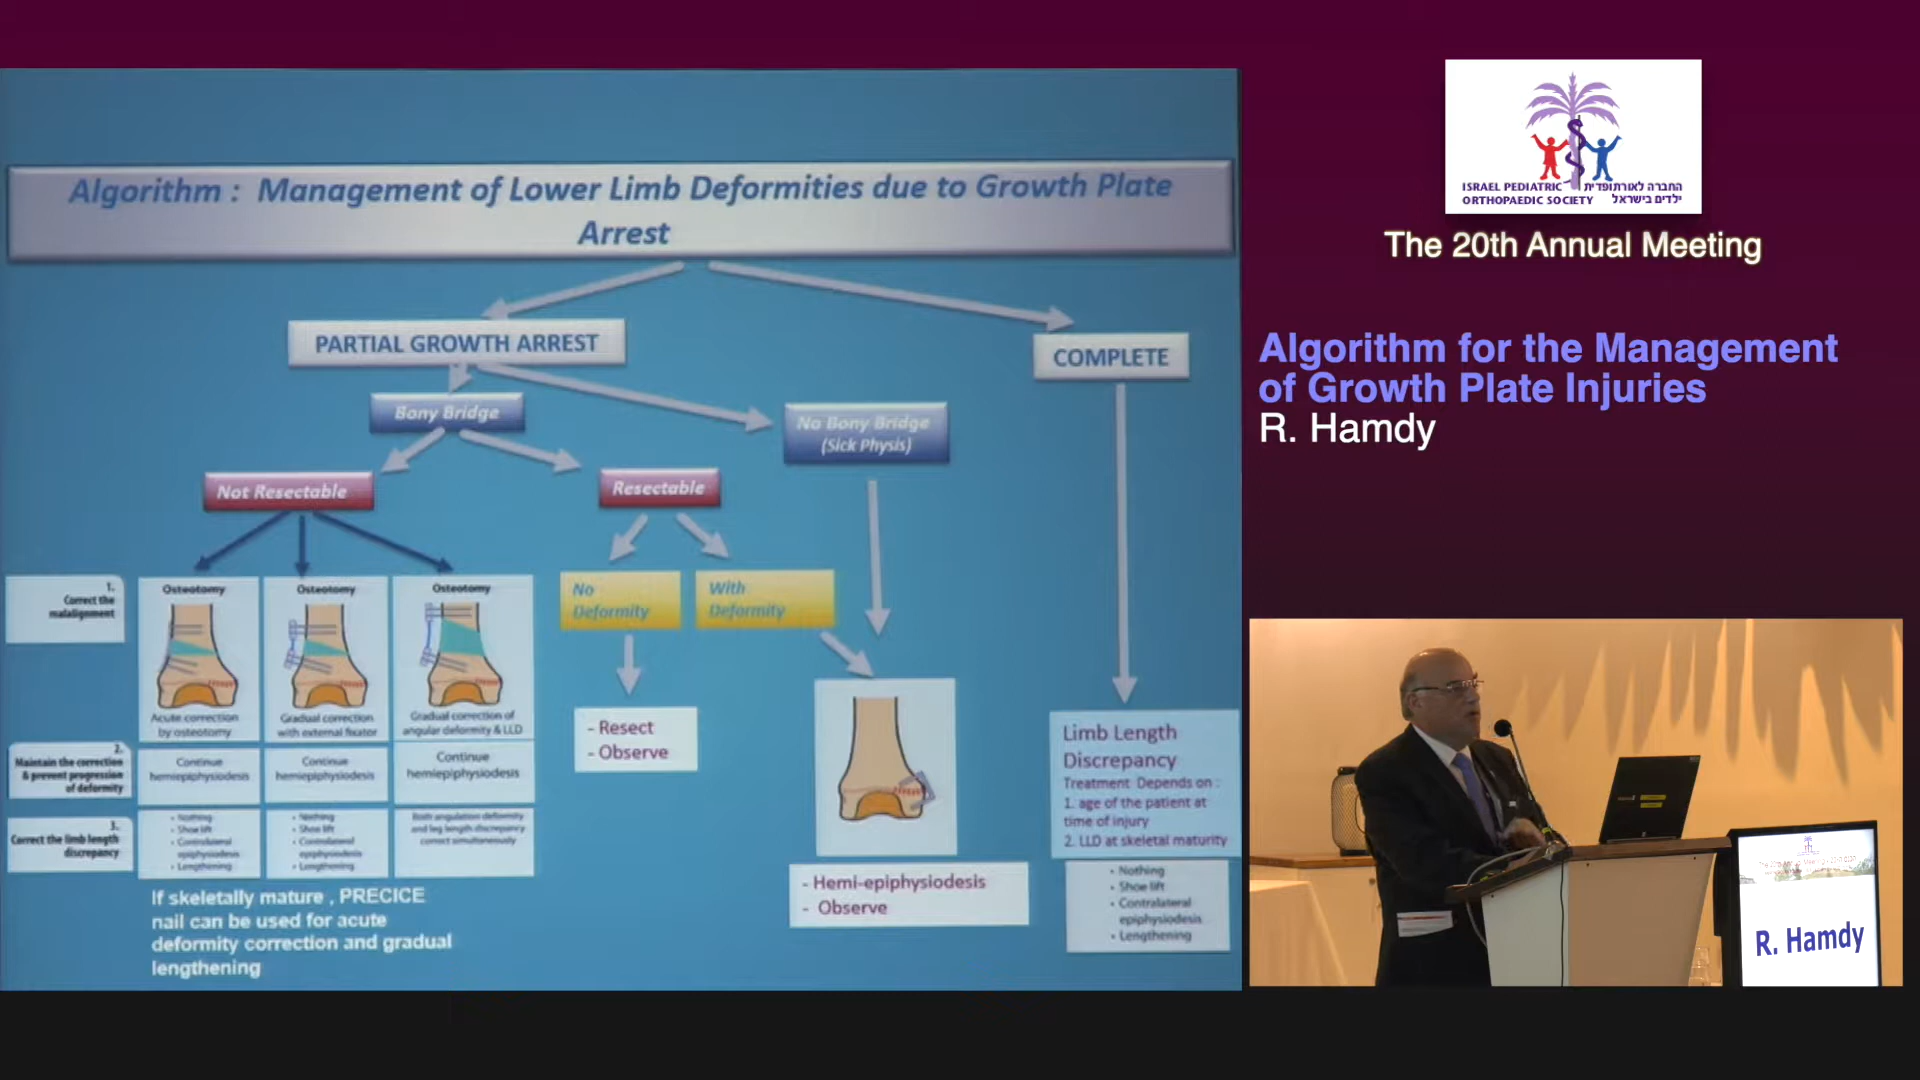 Algorithm : Management of Lower Limb Deformities due to Growth Plate
Arrest
PARTIAL GROWTH ARREST
COMPLETE
Bony Bridge
No Bony Bridge
(Sick Physis)
Not Resectable
Resectable
No
Deformity
With
Deformity
1.
Correct the
malalignment
Osteotomy
Acute correction
by osteotomy
Osteotomy
Gradual correction
with external fixator
Osteotomy
Gradual correction of
angular deformity & LLD
2.
Maintain the correction
& prevent progression
of deformity
Continue
hemiepiphysiodesis
Continue
hemiepiphysiodesis
Continue
hemiepiphysiodesis
3.
Correct the limb length
discrepancy
• Nothing
• Shoe lift
• Contralateral
epiphysiodesis
• Lengthening
• Nothing
• Shoe lift
• Contralateral
epiphysiodesis
• Lengthening
Both angulation deformity
and leg length discrepancy
correct simultaneously
If skeletally mature , PRECICE
nail can be used for acute
deformity correction and gradual
lengthening
- Resect
- Observe
- Hemi-epiphysiodesis
- Observe
Limb Length
Discrepancy
Treatment Depends on :
1. age of the patient at
time of injury
2. LLD at skeletal maturity
• Nothing
• Shoe lift
• Contralateral
epiphysiodesis
• Lengthening
ISRAEL PEDIATRIC החברה לאורתופדית
ORTHOPAEDIC SOCIETY ילדים בישראל
The 20th Annual Meeting
Algorithm for the Management
of Growth Plate Injuries
R. Hamdy
R. Hamdy